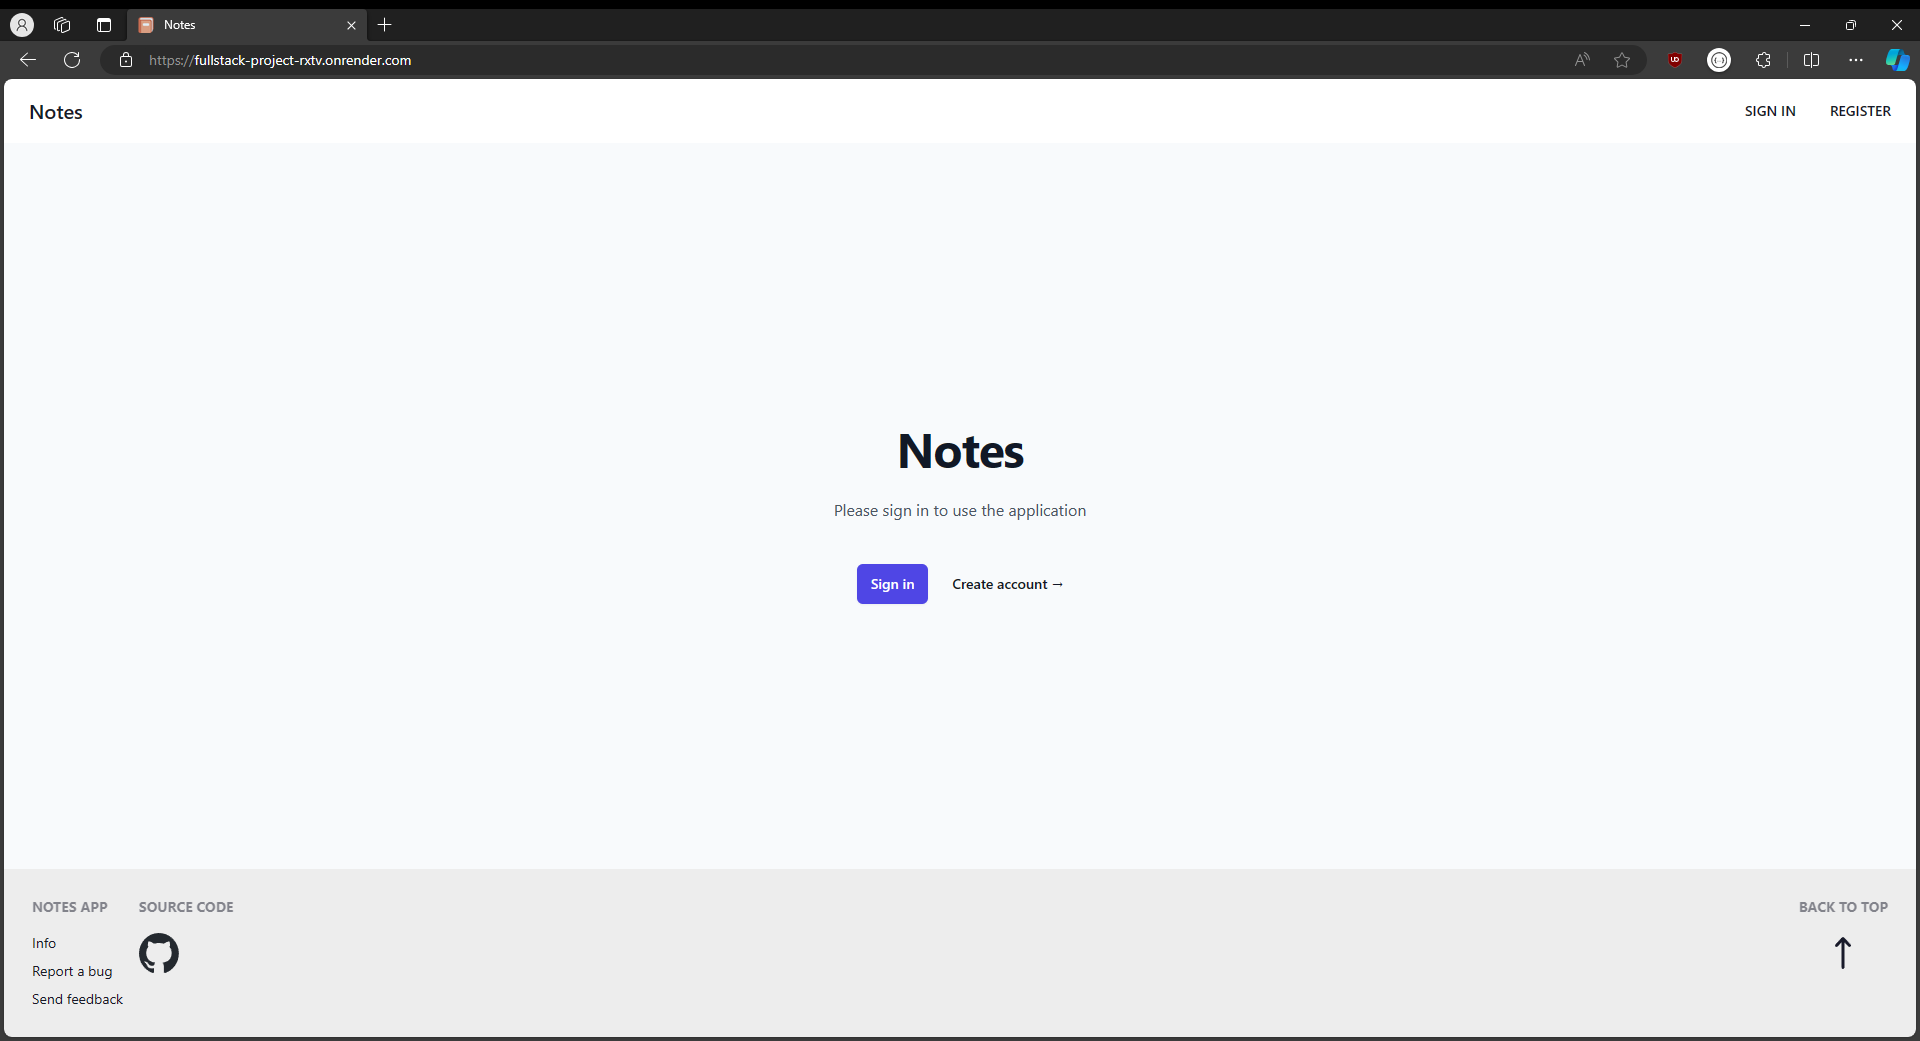 Notes
https://fullstack-project-rxtv.onrender.com
Notes
SIGN IN
REGISTER
Notes
Please sign in to use the application
Sign in
Create account →
NOTES APP
Info
Report a bug
Send feedback
SOURCE CODE
BACK TO TOP